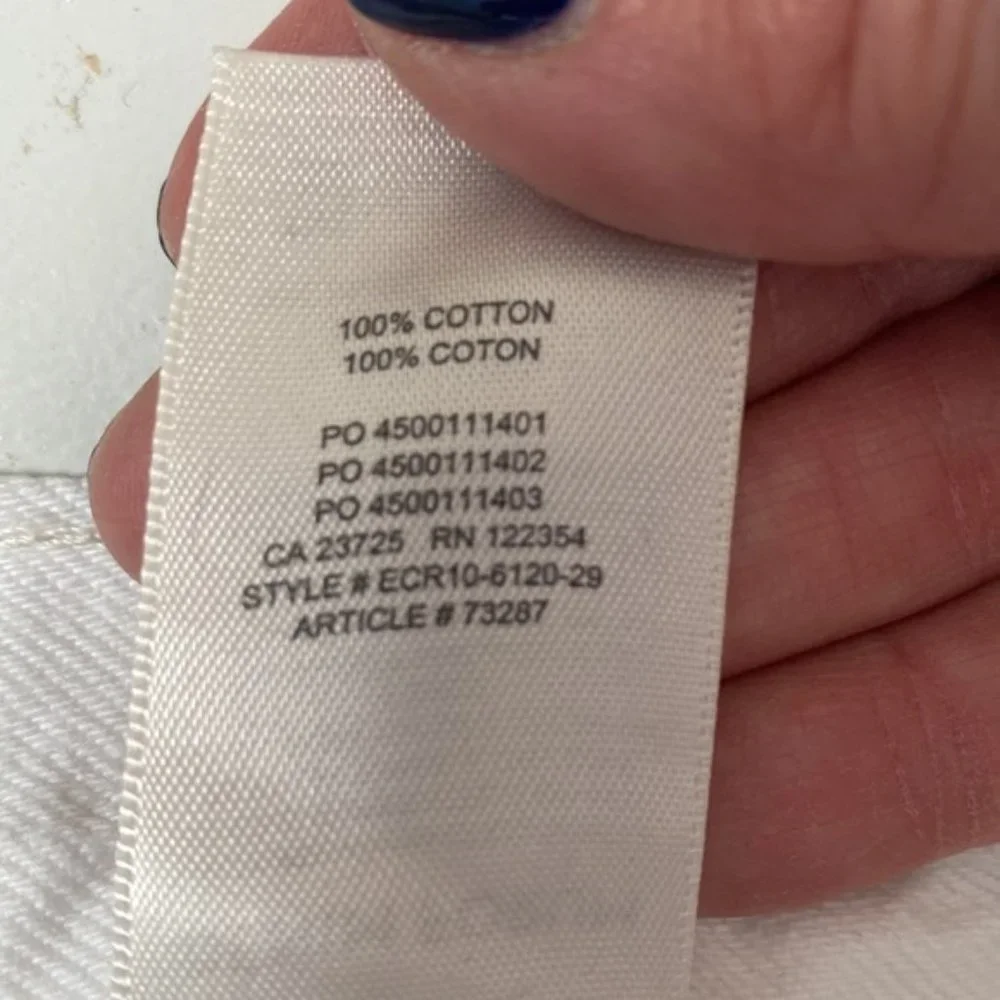 100% COTTON
100% COTON
PO 4500111401
PO 4500111402
PO 4500111403
CA 23725 RN 122354
STYLE # ECR10-6120-29
ARTICLE # 73287